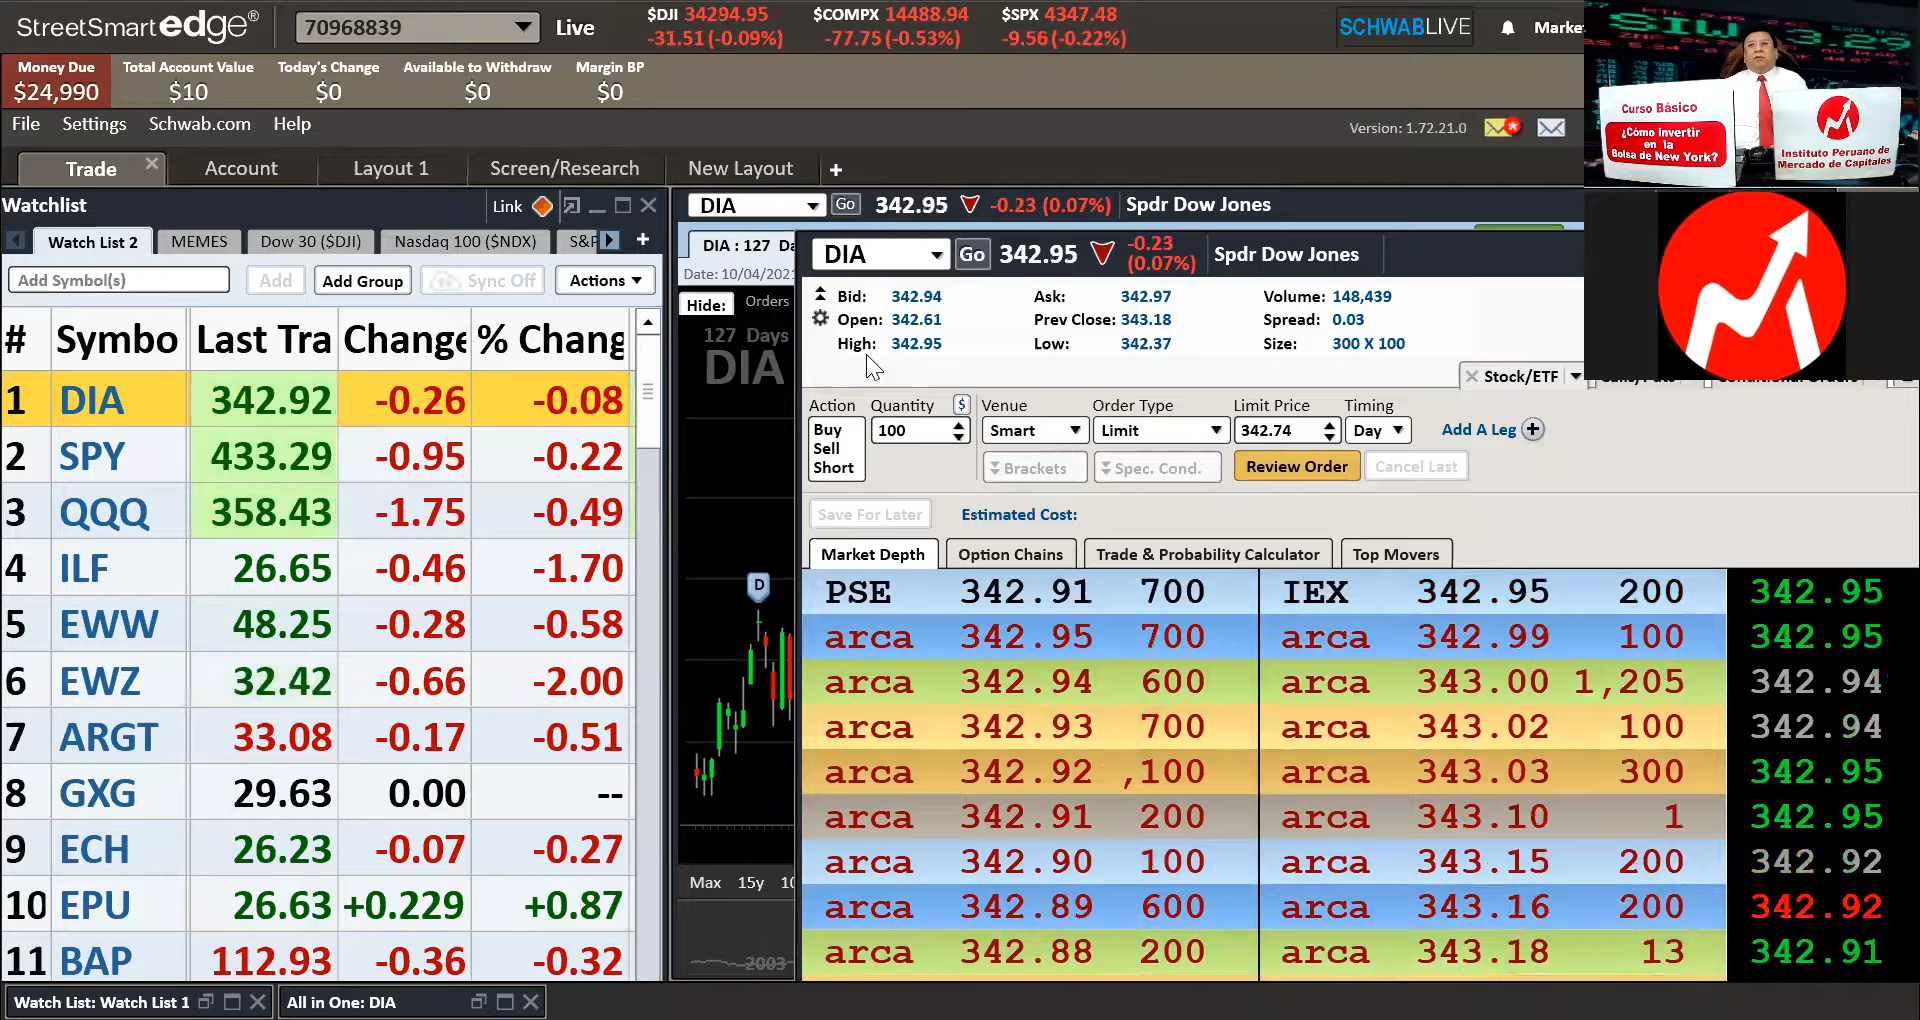 StreetSmart edge®
70968839
Live
$DJI 34294.95
-31.51 (-0.09%)
$COMPX 14488.94
-77.75 (-0.53%)
$SPX 4347.48
-9.56 (-0.22%)
SCHWABLIVE
Marke
Money Due
$24,990
Total Account Value
$10
Today's Change
$0
Available to Withdraw
$0
Margin BP
$0
File Settings Schwab.com Help
Version: 1.72.21.0
Trade Account Layout 1 Screen/Research New Layout +
Curso Básico
¿Cómo invertir
en la
Bolsa de New York?
Instituto Peruano de
Mercado de Capitales
Watchlist
Link
Watch List 2 MEMES Dow 30 ($DJI) Nasdaq 100 ($NDX) S&P +
Add Symbol(s) Add Add Group Sync Off Actions
# Symbo Last Tra Change % Chang
1 DIA 342.92 -0.26 -0.08
2 SPY 433.29 -0.95 -0.22
3 QQQ 358.43 -1.75 -0.49
4 ILF 26.65 -0.46 -1.70
5 EWW 48.25 -0.28 -0.58
6 EWZ 32.42 -0.66 -2.00
7 ARGT 33.08 -0.17 -0.51
8 GXG 29.63 0.00 --
9 ECH 26.23 -0.07 -0.27
10 EPU 26.63 +0.229 +0.87
11 BAP 112.93 -0.36 -0.32
DIA Go 342.95 -0.23 (0.07%) Spdr Dow Jones
DIA : 127 Da
Date: 10/04/2021
Hide: Orders
127 Days
DIA
D
Max 15y 10
2003
DIA Go 342.95 -0.23
(0.07%)
Spdr Dow Jones
Bid: 342.94 Ask: 342.97 Volume: 148,439
Open: 342.61 Prev Close: 343.18 Spread: 0.03
High: 342.95 Low: 342.37 Size: 300 X 100
Stock/ETF
Action Quantity $ Venue Order Type Limit Price Timing
Buy
Sell
Short
100 Smart Limit 342.74 Day Add A Leg
Brackets Spec. Cond. Review Order Cancel Last
Save For Later Estimated Cost:
Market Depth Option Chains Trade & Probability Calculator Top Movers
PSE 342.91 700 IEX 342.95 200 342.95
arca 342.95 700 arca 342.99 100 342.95
arca 342.94 600 arca 343.00 1,205 342.94
arca 342.93 700 arca 343.02 100 342.94
arca 342.92 ,100 arca 343.03 300 342.95
arca 342.91 200 arca 343.10 1 342.95
arca 342.90 100 arca 343.15 200 342.92
arca 342.89 600 arca 343.16 200 342.92
arca 342.88 200 arca 343.18 13 342.91
Watch List: Watch List 1
All in One: DIA